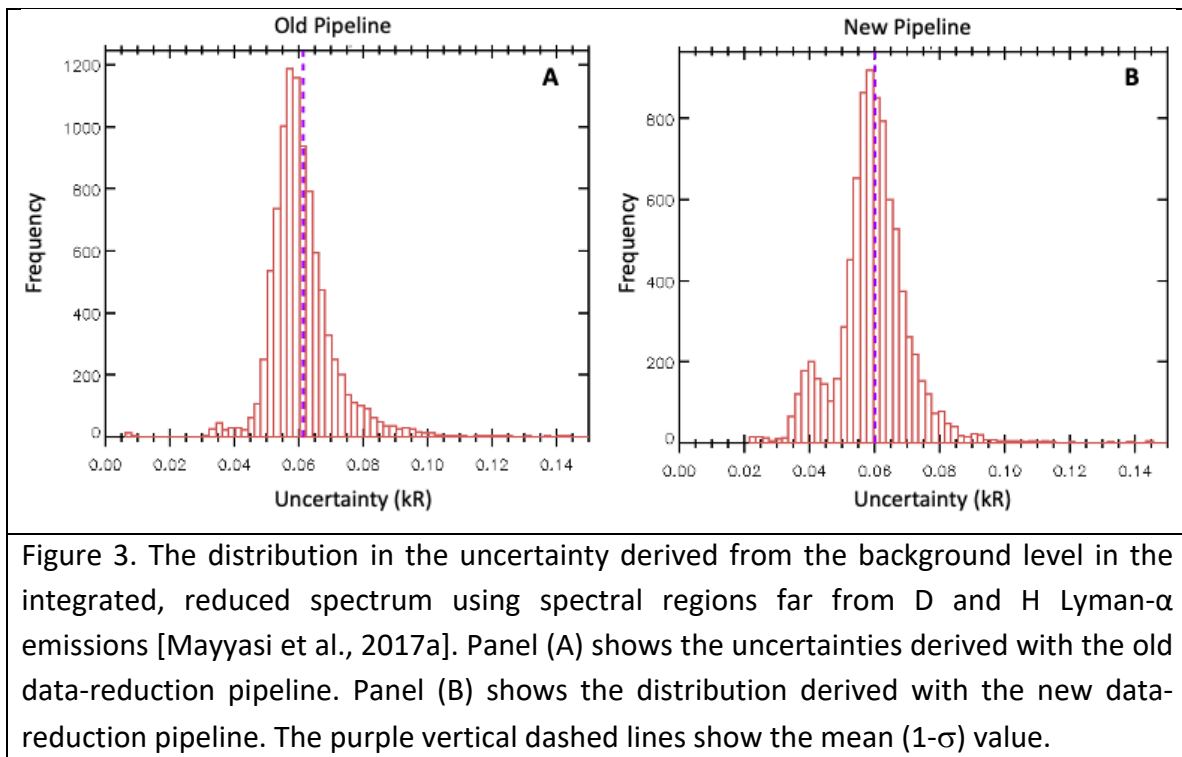 Old Pipeline
A
1200
1000
800
600
400
200
0
Frequency
0.00 0.02 0.04 0.06 0.08 0.10 0.12 0.14
Uncertainty (kR)
New Pipeline
B
800
600
400
200
0
Frequency
0.00 0.02 0.04 0.06 0.08 0.10 0.12 0.14
Uncertainty (kR)
Figure 3. The distribution in the uncertainty derived from the background level in the
integrated, reduced spectrum using spectral regions far from D and H Lyman-α
emissions [Mayyasi et al., 2017a]. Panel (A) shows the uncertainties derived with the old
data-reduction pipeline. Panel (B) shows the distribution derived with the new data-
reduction pipeline. The purple vertical dashed lines show the mean (1-σ) value.